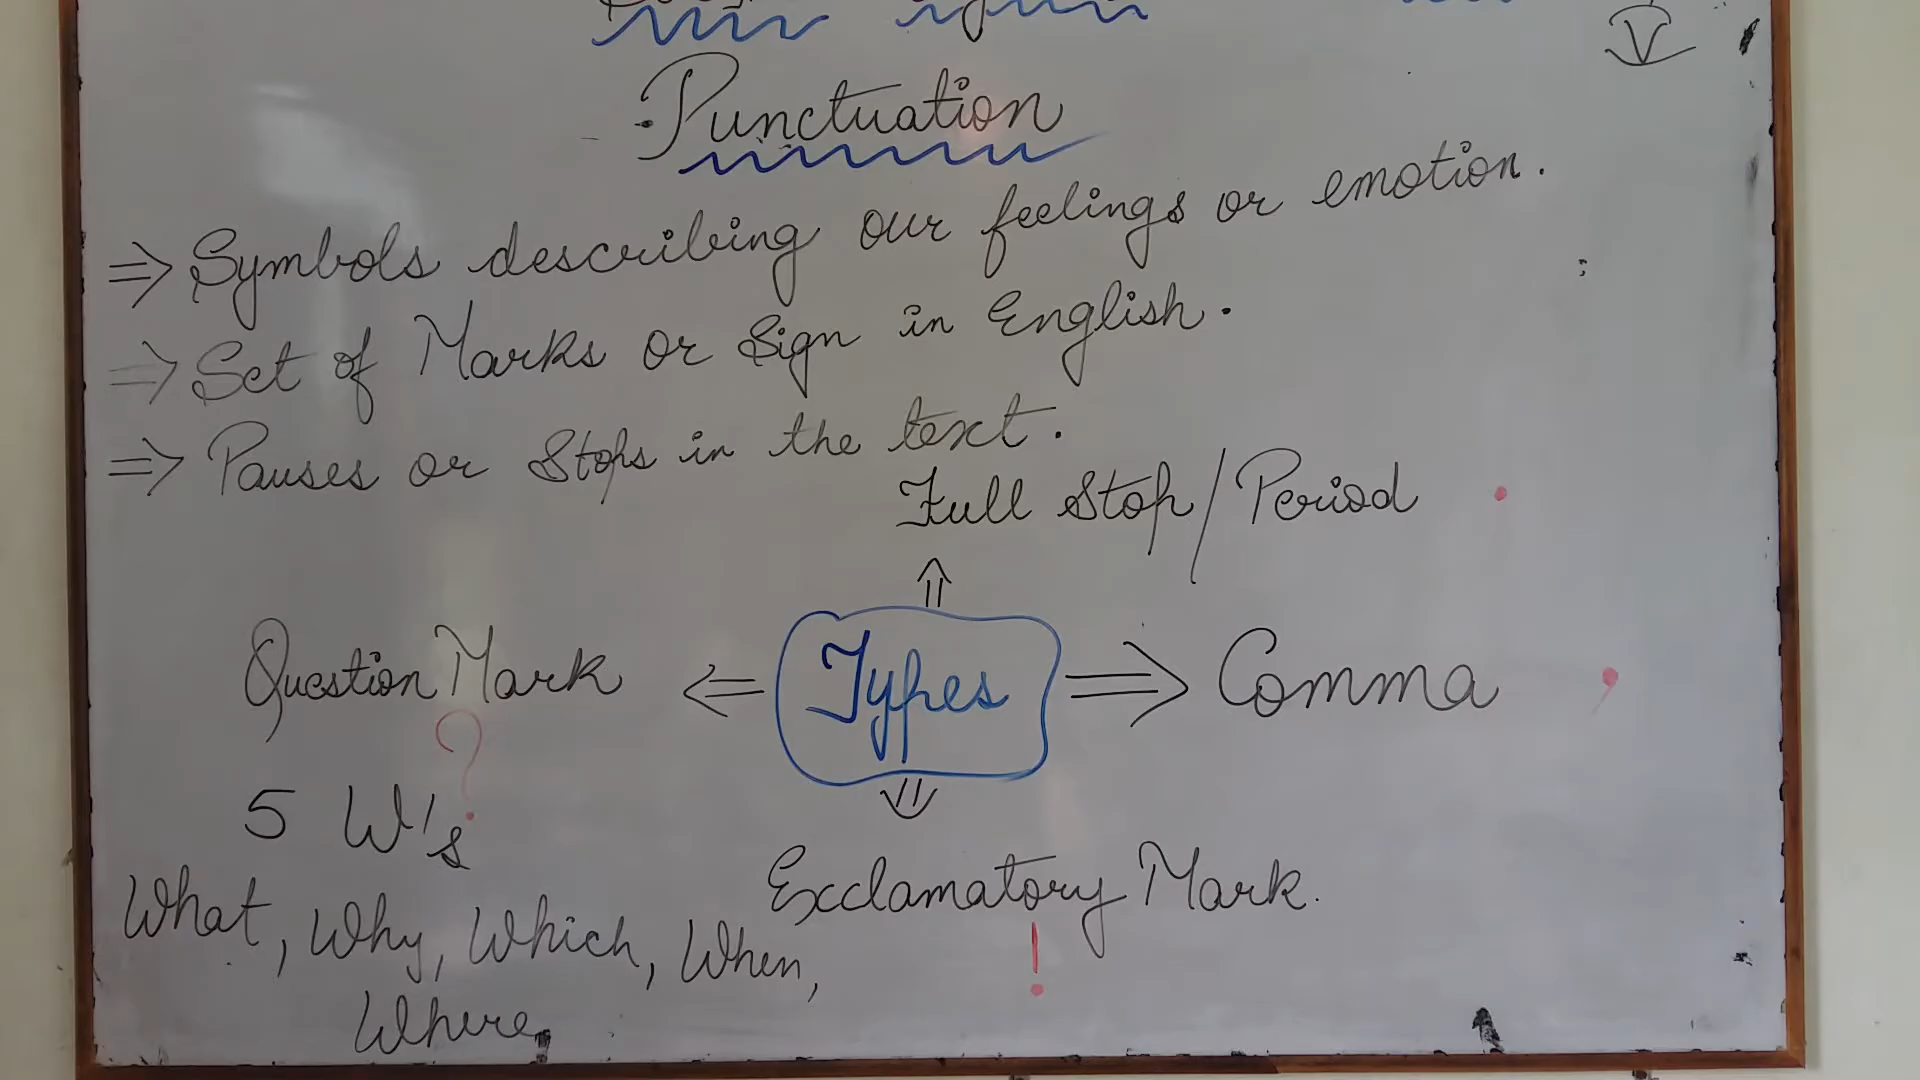 Punctuation
⇒ Symbols describing our feelings or emotion.
⇒ Set of Marks or Sign in English.
⇒ Pauses or Stops in the text.
Full Stop/Period .
Question Mark ⇐ Types ⇒ Comma ,
?
5 W's
Exclamatory Mark.
!
What, Why, Which, When,
Where,